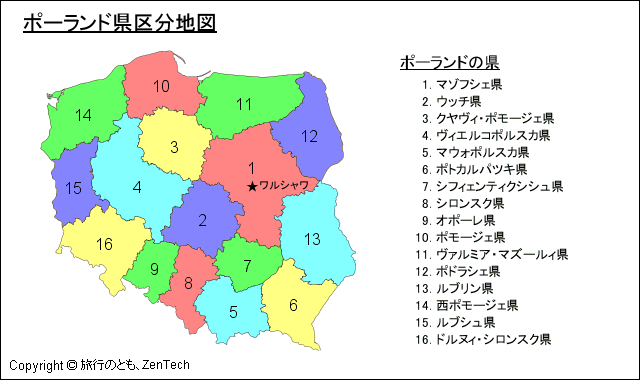 ポーランド県区分地図
ポーランドの県
1. マゾフシェ県
2. ウッチ県
3. クヤヴィ・ポモージェ県
4. ヴィエルコポルスカ県
5. マウォポルスカ県
6. ポトカルパツキ県
7. シフィェンティクシシュ県
8. シロンスク県
9. オポーレ県
10. ポモージェ県
11. ヴァルミア・マズールィ県
12. ポドラシェ県
13. ルブリン県
14. 西ポモージェ県
15. ルブシュ県
16. ドルヌィ・シロンスク県
10
14
11
12
3
1
★ワルシャワ
15
4
2
13
16
9
8
7
5
6
Copyright © 旅行のとも、ZenTech